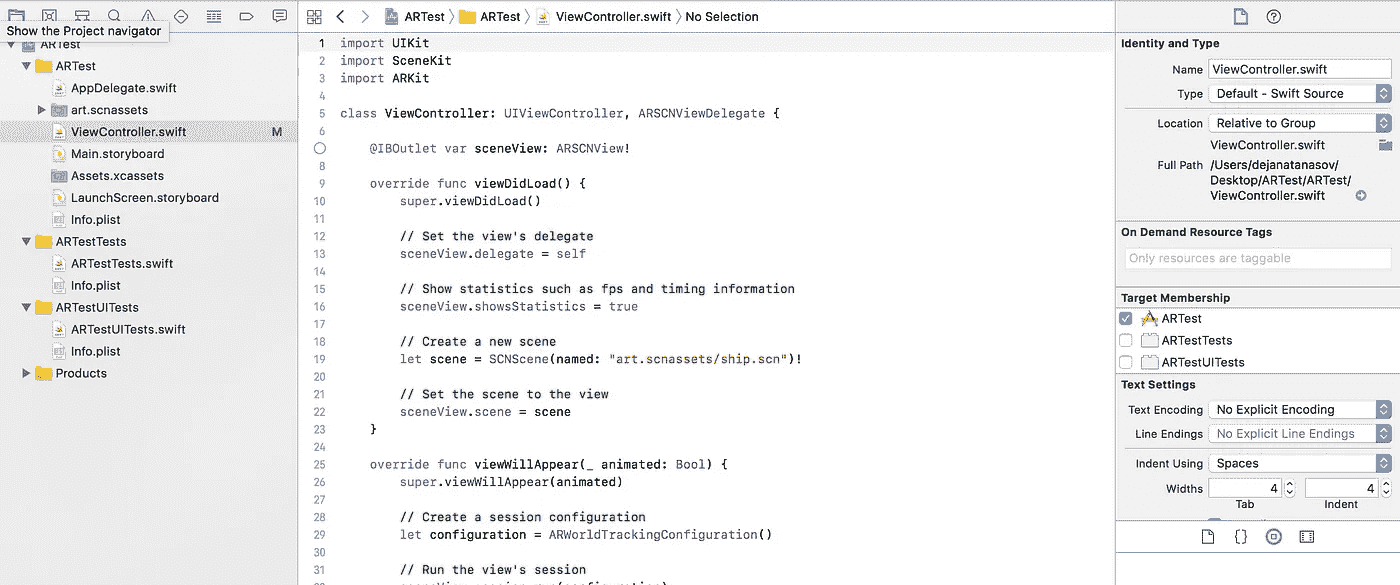 ARTest ARTest ViewController.swift No Selection
Show the Project navigator
ARTest
ARTest
AppDelegate.swift
art.scnassets
ViewController.swift M
Main.storyboard
Assets.xcassets
LaunchScreen.storyboard
Info.plist
ARTestTests
ARTestTests.swift
Info.plist
ARTestUITests
ARTestUITests.swift
Info.plist
Products
1 import UIKit
2 import SceneKit
3 import ARKit
4
5 class ViewController: UIViewController, ARSCNViewDelegate {
6
@IBOutlet var sceneView: ARSCNView!
8
9 override func viewDidLoad() {
10 super.viewDidLoad()
11
12 // Set the view's delegate
13 sceneView.delegate = self
14
15 // Show statistics such as fps and timing information
16 sceneView.showsStatistics = true
17
18 // Create a new scene
19 let scene = SCNScene(named: "art.scnassets/ship.scn")!
20
21 // Set the scene to the view
22 sceneView.scene = scene
23 }
24
25 override func viewWillAppear(_ animated: Bool) {
26 super.viewWillAppear(animated)
27
28 // Create a session configuration
29 let configuration = ARWorldTrackingConfiguration()
30
31 // Run the view's session
Identity and Type
Name ViewController.swift
Type Default - Swift Source
Location Relative to Group
ViewController.swift
Full Path /Users/dejanatanasov/
Desktop/ARTest/ARTest/
ViewController.swift
On Demand Resource Tags
Only resources are taggable
Target Membership
ARTest
ARTestTests
ARTestUITests
Text Settings
Text Encoding No Explicit Encoding
Line Endings No Explicit Line Endings
Indent Using Spaces
Widths 4 4
Tab Indent